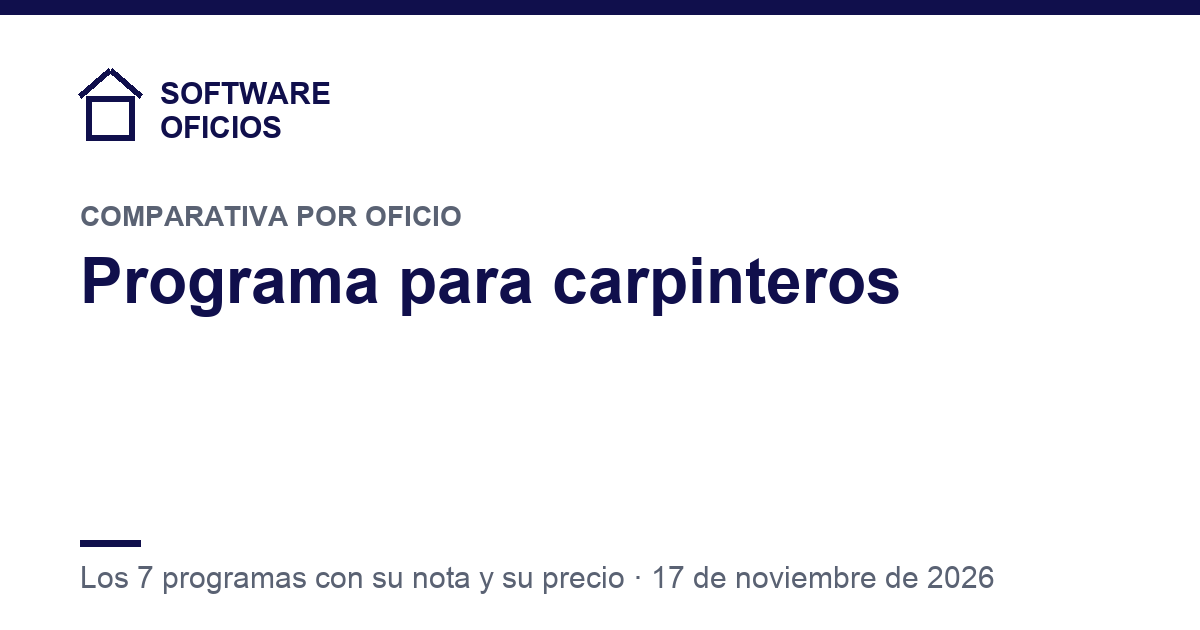 SOFTWARE
OFICIOS
COMPARATIVA POR OFICIO
Programa para carpinteros
Los 7 programas con su nota y su precio · 17 de noviembre de 2026